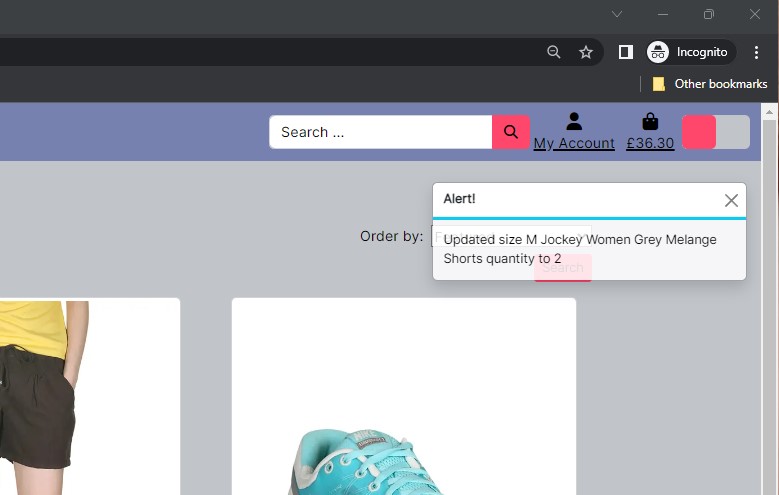 Incognito
Other bookmarks
Search ...
My Account
£36.30
Alert!
Order by:
Updated size M Jockey Women Grey Melange
Shorts quantity to 2
Search